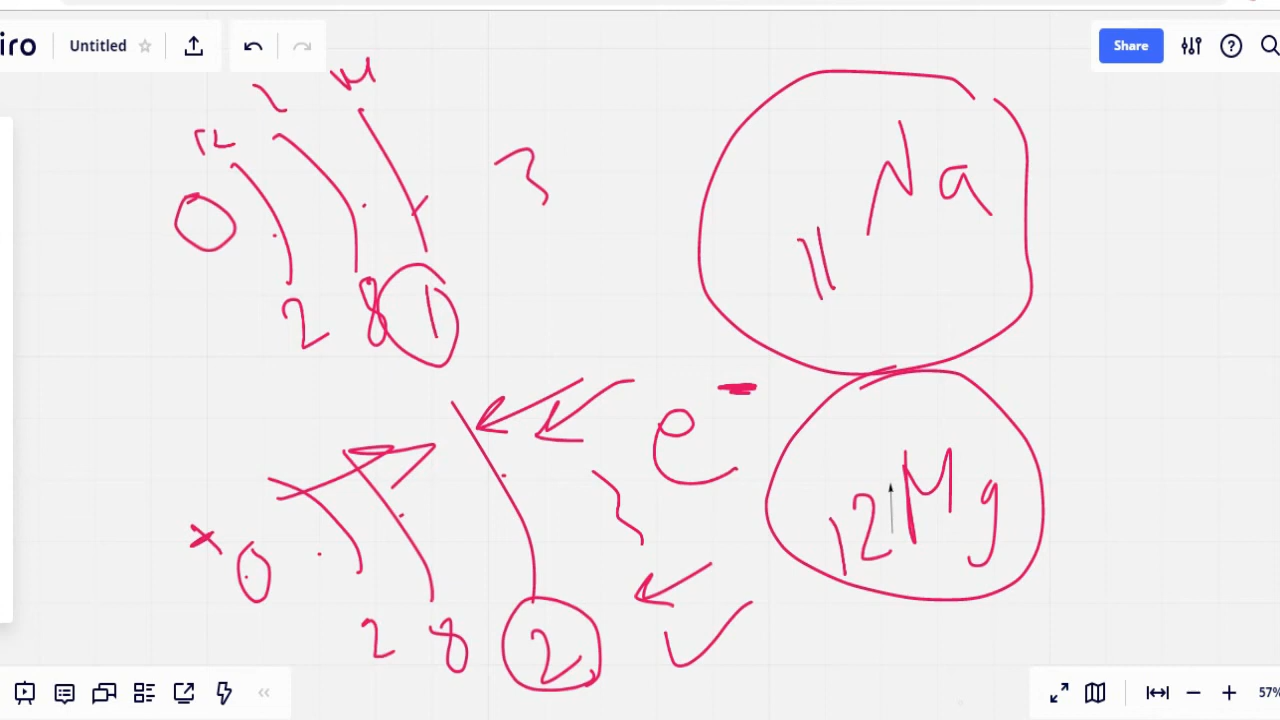 iro Untitled Share
L M
3
Na
11
2 8 1
e-
12 Mg
2 8 2
57%